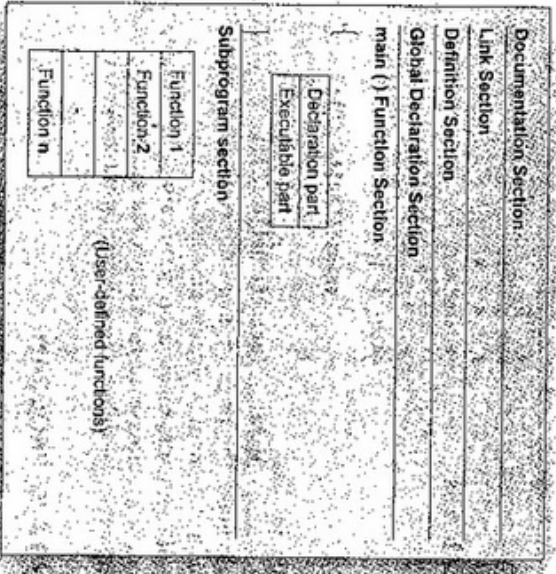 Documentation Section
Link Section
Definition Section
Global Declaration Section
main ( ) Function Section
{
Declaration part
Executable part
}
Subprogram section
Function 1
Function 2
(User-defined functions)
Function n